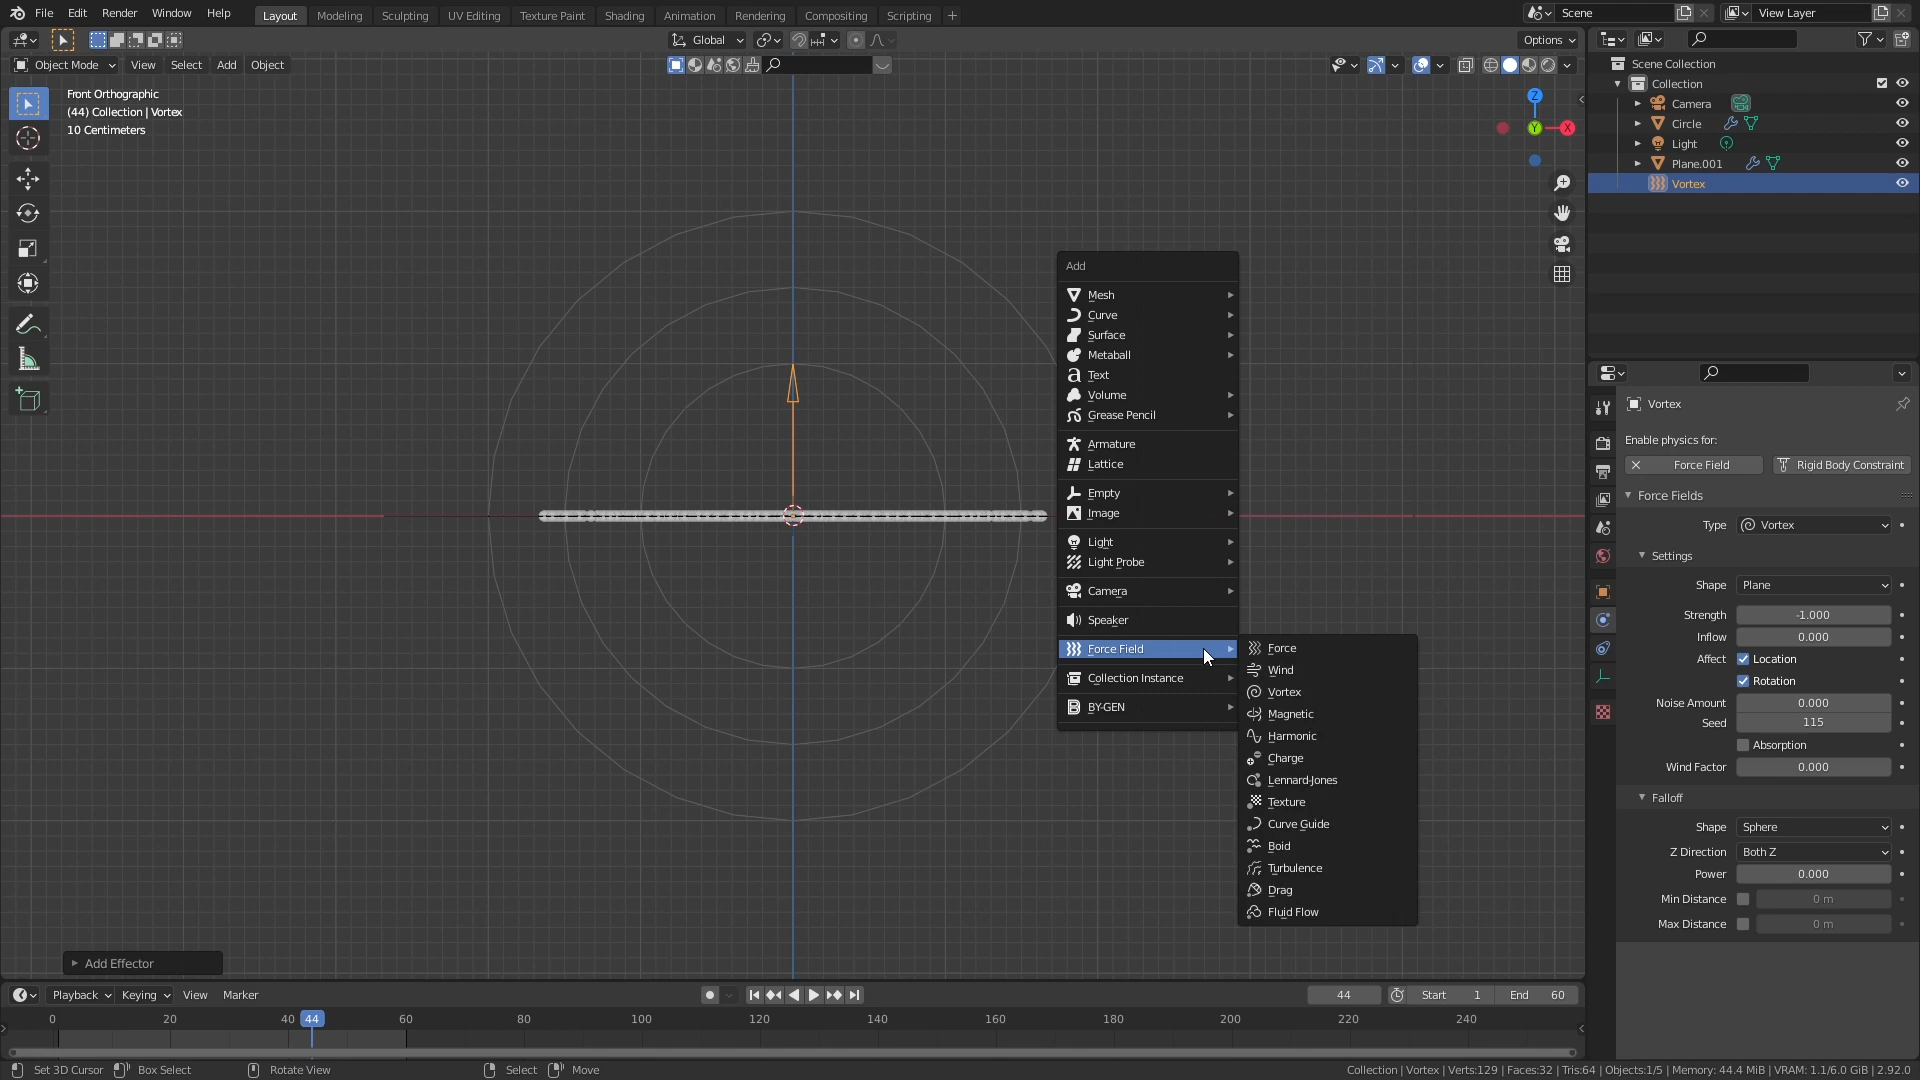 File Edit Render Window Help Layout Modeling Sculpting UV Editing Texture Paint Shading Animation Rendering Compositing Scripting + Scene View Layer
Global Options
Object Mode View Select Add Object
Front Orthographic
(44) Collection | Vortex
10 Centimeters
Z
Y
X
Add
Mesh
Curve
Surface
Metaball
Text
Volume
Grease Pencil
Armature
Lattice
Empty
Image
Light
Light Probe
Camera
Speaker
Force Field
Collection Instance
BY-GEN
Force
Wind
Vortex
Magnetic
Harmonic
Charge
Lennard-Jones
Texture
Curve Guide
Boid
Turbulence
Drag
Fluid Flow
Scene Collection
Collection
Camera
Circle
Light
Plane.001
Vortex
Vortex
Enable physics for:
Force Field Rigid Body Constraint
Force Fields
Type Vortex
Settings
Shape Plane
Strength -1.000
Inflow 0.000
Affect Location
Rotation
Noise Amount 0.000
Seed 115
Absorption
Wind Factor 0.000
Falloff
Shape Sphere
Z Direction Both Z
Power 0.000
Min Distance 0 m
Max Distance 0 m
Add Effector
Playback Keying View Marker 44 Start 1 End 60
0 20 40 44 60 80 100 120 140 160 180 200 220 240
Set 3D Cursor Box Select Rotate View Select Move Collection | Vortex | Verts:129 | Faces:32 | Tris:64 | Objects:1/5 | Memory: 44.4 MiB | VRAM: 1.1/6.0 GiB | 2.92.0